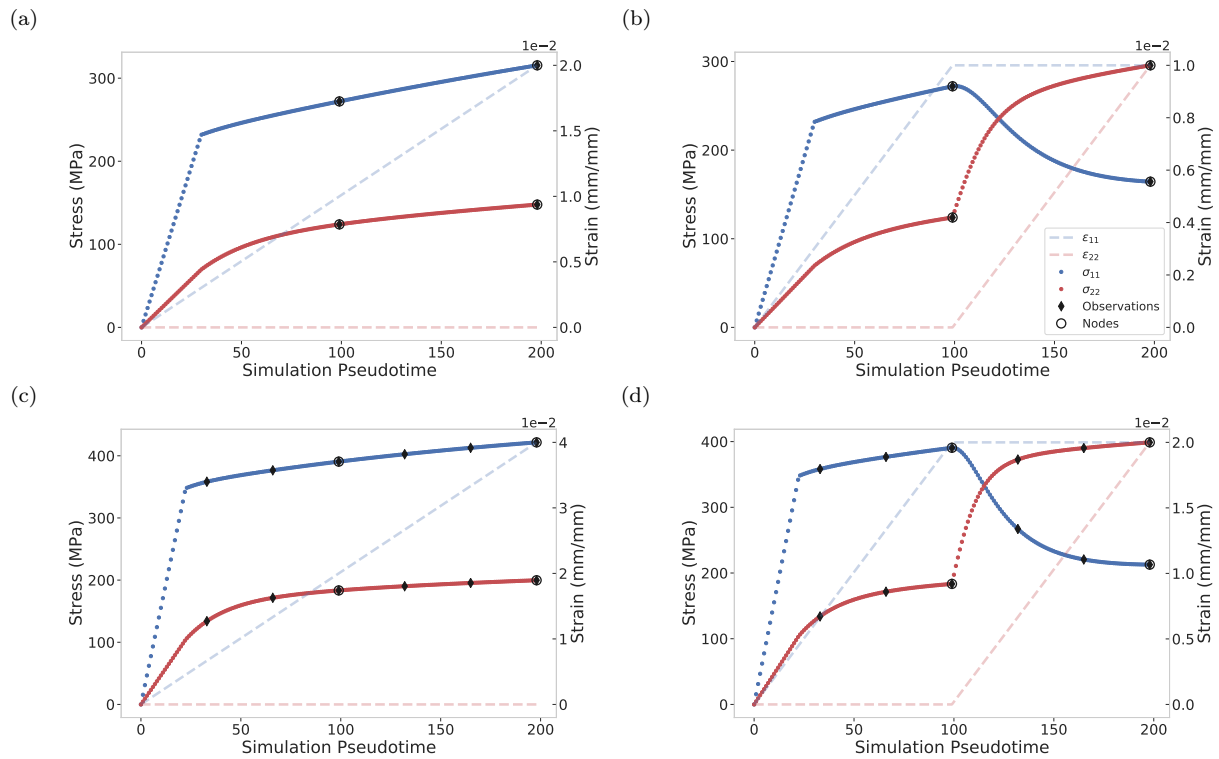 (a)
1e−2
300
200
100
0
2.0
1.5
1.0
0.5
0.0
Stress (MPa)
Strain (mm/mm)
0 50 100 150 200
Simulation Pseudotime
(b)
1e−2
300
200
100
0
1.0
0.8
0.6
0.4
0.2
0.0
Stress (MPa)
Strain (mm/mm)
ε11
ε22
σ11
σ22
Observations
Nodes
0 50 100 150 200
Simulation Pseudotime
(c)
1e−2
400
300
200
100
0
4
3
2
1
0
Stress (MPa)
Strain (mm/mm)
0 50 100 150 200
Simulation Pseudotime
(d)
1e−2
400
300
200
100
0
2.0
1.5
1.0
0.5
0.0
Stress (MPa)
Strain (mm/mm)
0 50 100 150 200
Simulation Pseudotime